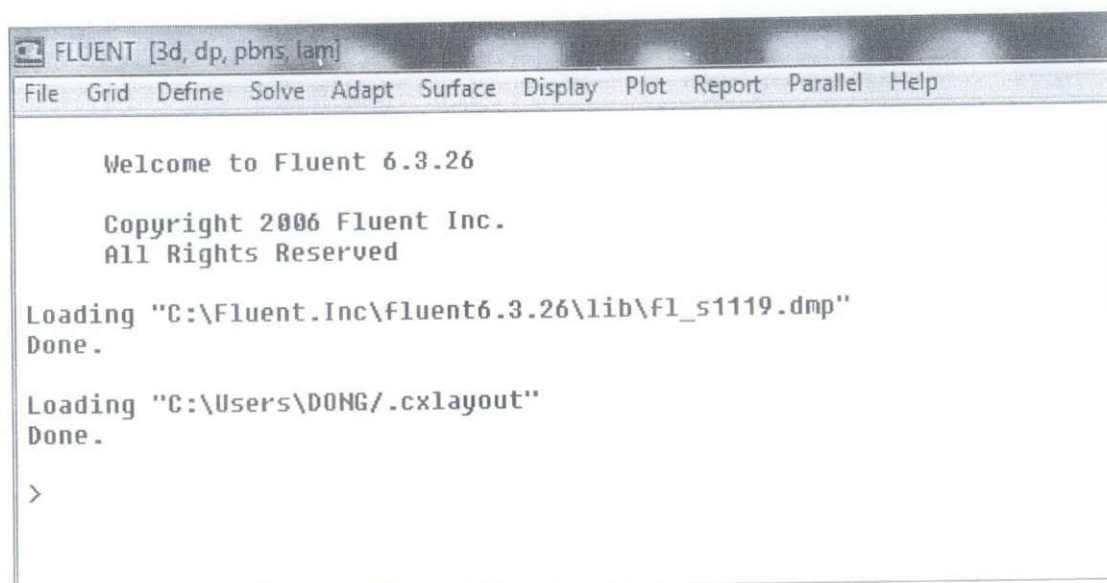 FLUENT [3d, dp, pbns, lam]
File Grid Define Solve Adapt Surface Display Plot Report Parallel Help
Welcome to Fluent 6.3.26
Copyright 2006 Fluent Inc.
All Rights Reserved
Loading "C:\Fluent.Inc\fluent6.3.26\lib\fl_s1119.dmp"
Done.
Loading "C:\Users\DONG/.cxlayout"
Done.
>